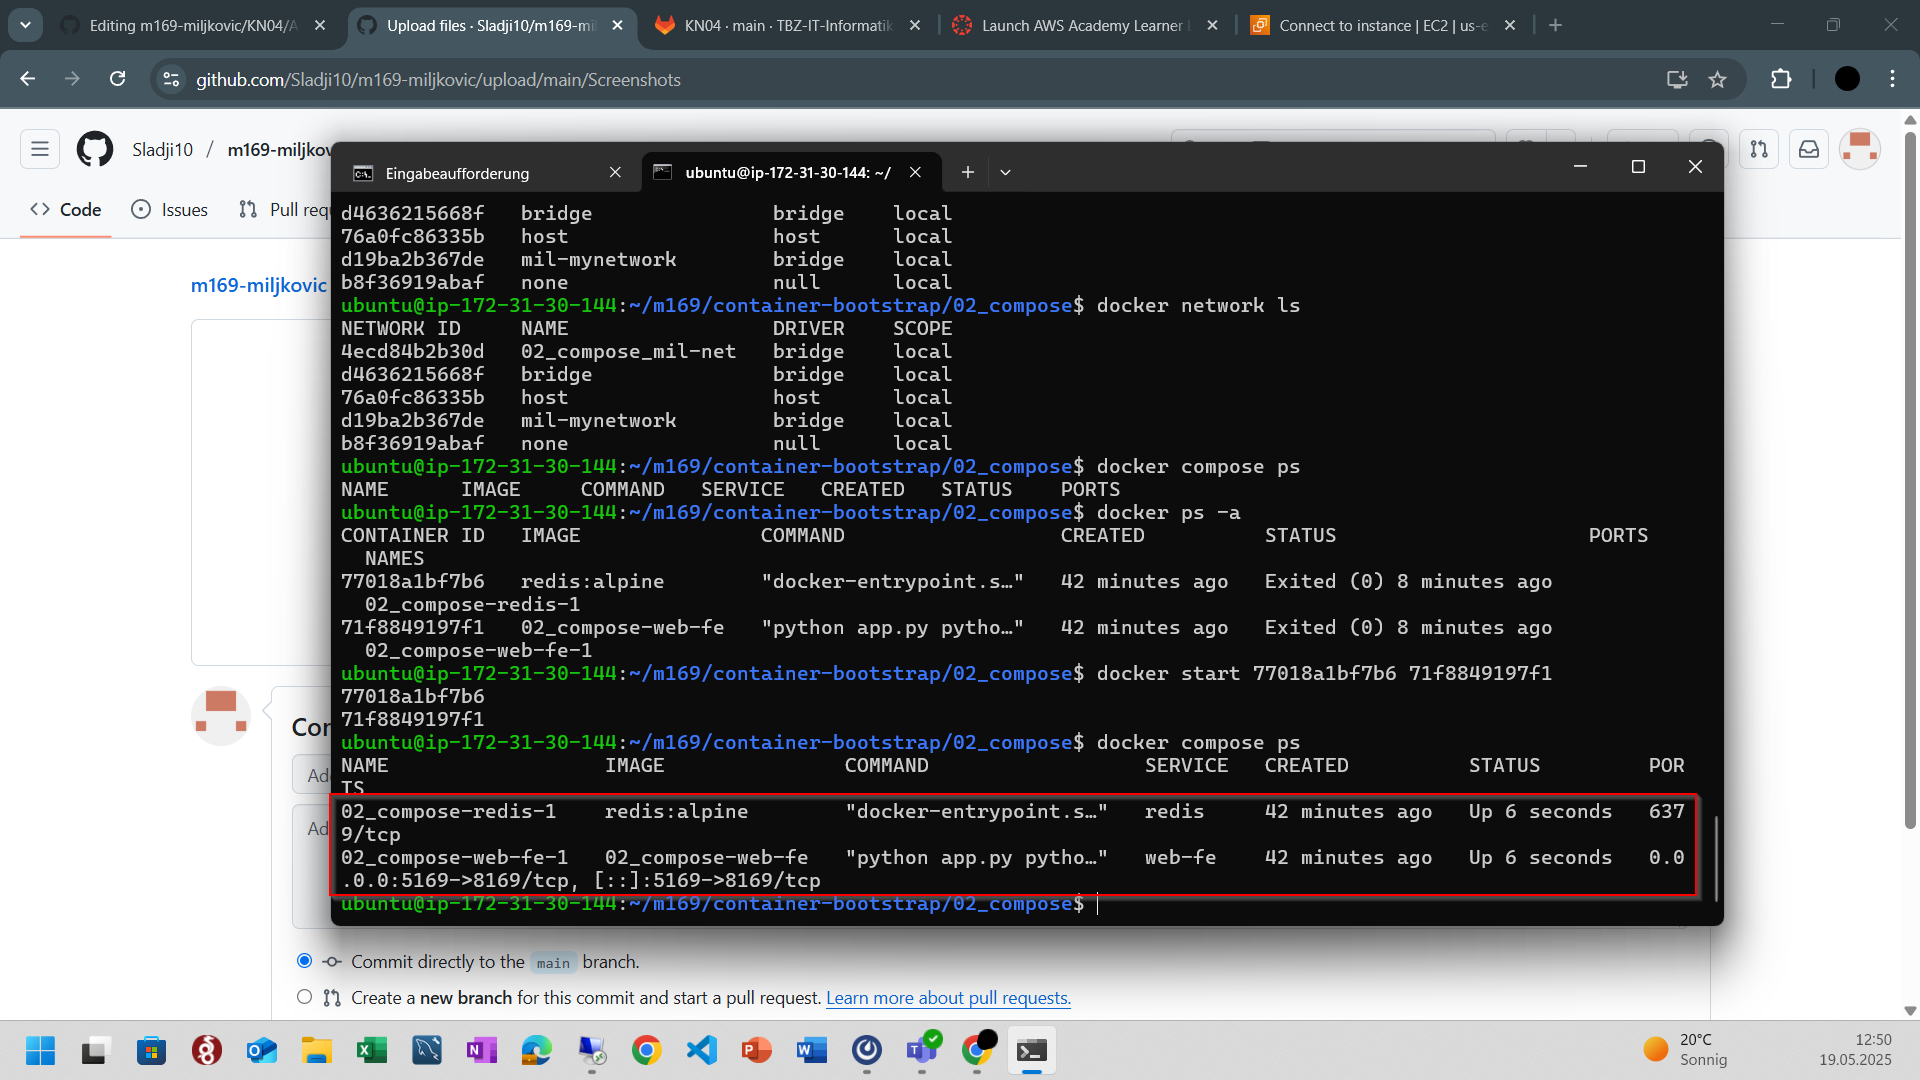 Editing m169-miljkovic/KN04/A
Upload files · Sladji10/m169-mi
KN04 · main · TBZ-IT-Informatik
Launch AWS Academy Learner
Connect to instance | EC2 | us-e
github.com/Sladji10/m169-miljkovic/upload/main/Screenshots
Sladji10 / m169-miljkov
Code
Issues
Pull requ
m169-miljkovic
Eingabeaufforderung
ubuntu@ip-172-31-30-144: ~/
d4636215668f bridge bridge local
76a0fc86335b host host local
d19ba2b367de mil-mynetwork bridge local
b8f36919abaf none null local
ubuntu@ip-172-31-30-144:~/m169/container-bootstrap/02_compose$ docker network ls
NETWORK ID NAME DRIVER SCOPE
4ecd84b2b30d 02_compose_mil-net bridge local
d4636215668f bridge bridge local
76a0fc86335b host host local
d19ba2b367de mil-mynetwork bridge local
b8f36919abaf none null local
ubuntu@ip-172-31-30-144:~/m169/container-bootstrap/02_compose$ docker compose ps
NAME IMAGE COMMAND SERVICE CREATED STATUS PORTS
ubuntu@ip-172-31-30-144:~/m169/container-bootstrap/02_compose$ docker ps -a
CONTAINER ID IMAGE COMMAND CREATED STATUS PORTS
NAMES
77018a1bf7b6 redis:alpine "docker-entrypoint.s…" 42 minutes ago Exited (0) 8 minutes ago
02_compose-redis-1
71f8849197f1 02_compose-web-fe "python app.py pytho…" 42 minutes ago Exited (0) 8 minutes ago
02_compose-web-fe-1
ubuntu@ip-172-31-30-144:~/m169/container-bootstrap/02_compose$ docker start 77018a1bf7b6 71f8849197f1
77018a1bf7b6
71f8849197f1
ubuntu@ip-172-31-30-144:~/m169/container-bootstrap/02_compose$ docker compose ps
NAME IMAGE COMMAND SERVICE CREATED STATUS POR
TS
02_compose-redis-1 redis:alpine "docker-entrypoint.s…" redis 42 minutes ago Up 6 seconds 637
9/tcp
02_compose-web-fe-1 02_compose-web-fe "python app.py pytho…" web-fe 42 minutes ago Up 6 seconds 0.0
.0.0:5169->8169/tcp, [::]:5169->8169/tcp
ubuntu@ip-172-31-30-144:~/m169/container-bootstrap/02_compose$
Cor
Ad
Ad
Commit directly to the main branch.
Create a new branch for this commit and start a pull request. Learn more about pull requests.
20°C
Sonnig
12:50
19.05.2025